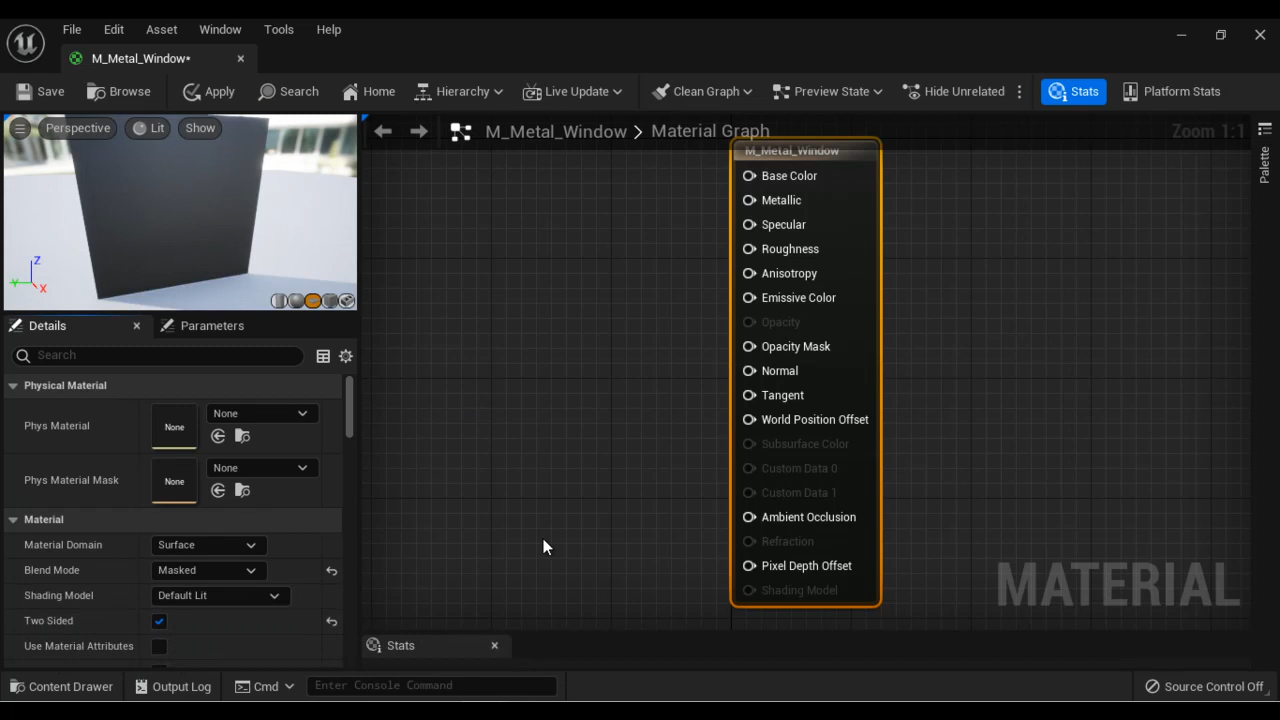 File Edit Asset Window Tools Help
M_Metal_Window*
Save Browse Apply Search Home Hierarchy Live Update Clean Graph Preview State Hide Unrelated Stats Platform Stats
Perspective Lit Show
M_Metal_Window > Material Graph
Zoom 1:1
Palette
Z
Y
X
M_Metal_Window
Base Color
Metallic
Specular
Roughness
Anisotropy
Emissive Color
Opacity
Opacity Mask
Normal
Tangent
World Position Offset
Subsurface Color
Custom Data 0
Custom Data 1
Ambient Occlusion
Refraction
Pixel Depth Offset
Shading Model
MATERIAL
Details Parameters
Search
Physical Material
Phys Material None None
Phys Material Mask None None
Material
Material Domain Surface
Blend Mode Masked
Shading Model Default Lit
Two Sided
Use Material Attributes
Stats
Content Drawer Output Log Cmd Enter Console Command Source Control Off